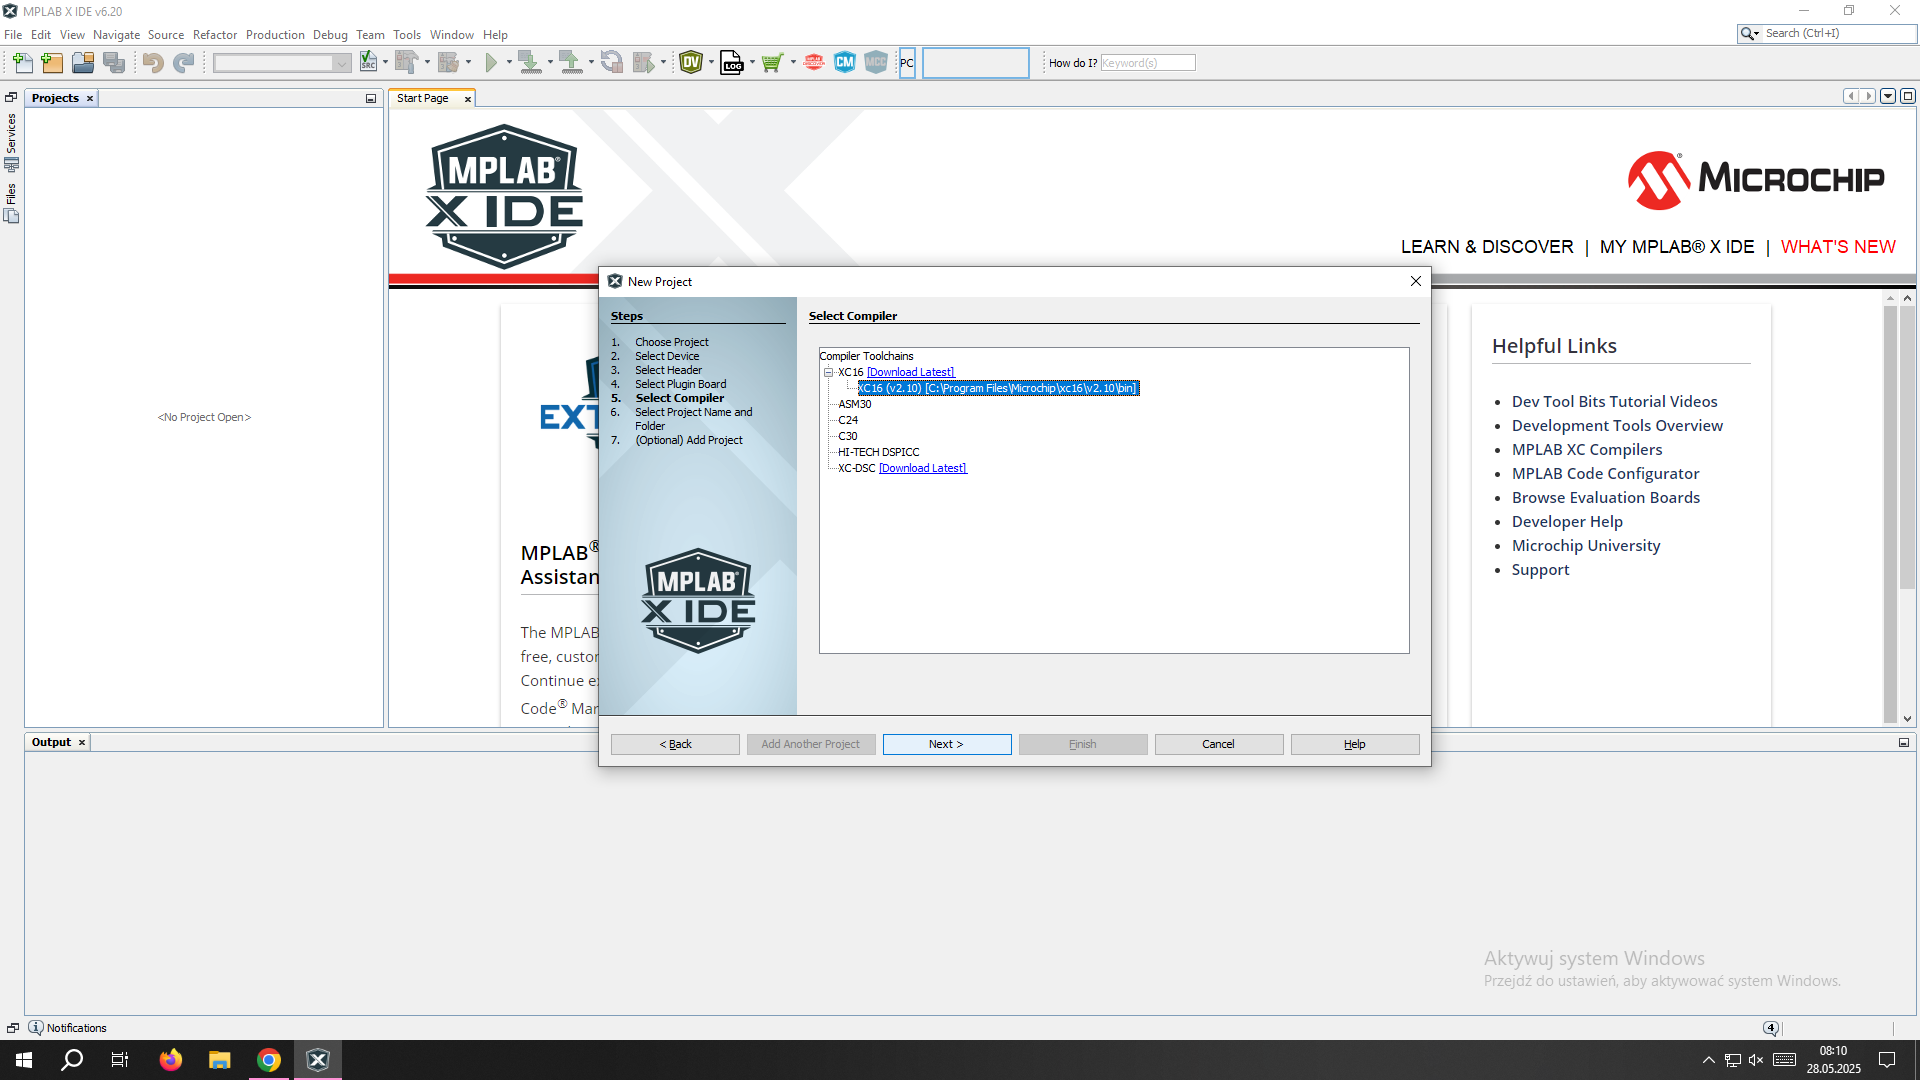 MPLAB X IDE v6.20
File Edit View Navigate Source Refactor Production Debug Team Tools Window Help
Search (Ctrl+I)
SRC
DV
LOG
CM
MCC
PC
How do I? Keyword(s)
Projects
Start Page
Services
Files
<No Project Open>
MPLAB®
X IDE
MICROCHIP
LEARN & DISCOVER | MY MPLAB® X IDE | WHAT'S NEW
EXT
MPLAB®
Assistan
The MPLAB
free, custor
Continue e
Code® Mar
New Project
Steps
1. Choose Project
2. Select Device
3. Select Header
4. Select Plugin Board
5. Select Compiler
6. Select Project Name and
Folder
7. (Optional) Add Project
MPLAB®
X IDE
Select Compiler
Compiler Toolchains
XC16 [Download Latest]
XC16 (v2.10) [C:\Program Files\Microchip\xc16\v2.10\bin]
ASM30
C24
C30
HI-TECH DSPICC
XC-DSC [Download Latest]
< Back
Add Another Project
Next >
Finish
Cancel
Help
Helpful Links
Dev Tool Bits Tutorial Videos
Development Tools Overview
MPLAB XC Compilers
MPLAB Code Configurator
Browse Evaluation Boards
Developer Help
Microchip University
Support
Output
Aktywuj system Windows
Przejdź do ustawień, aby aktywować system Windows.
Notifications
4
08:10
28.05.2025